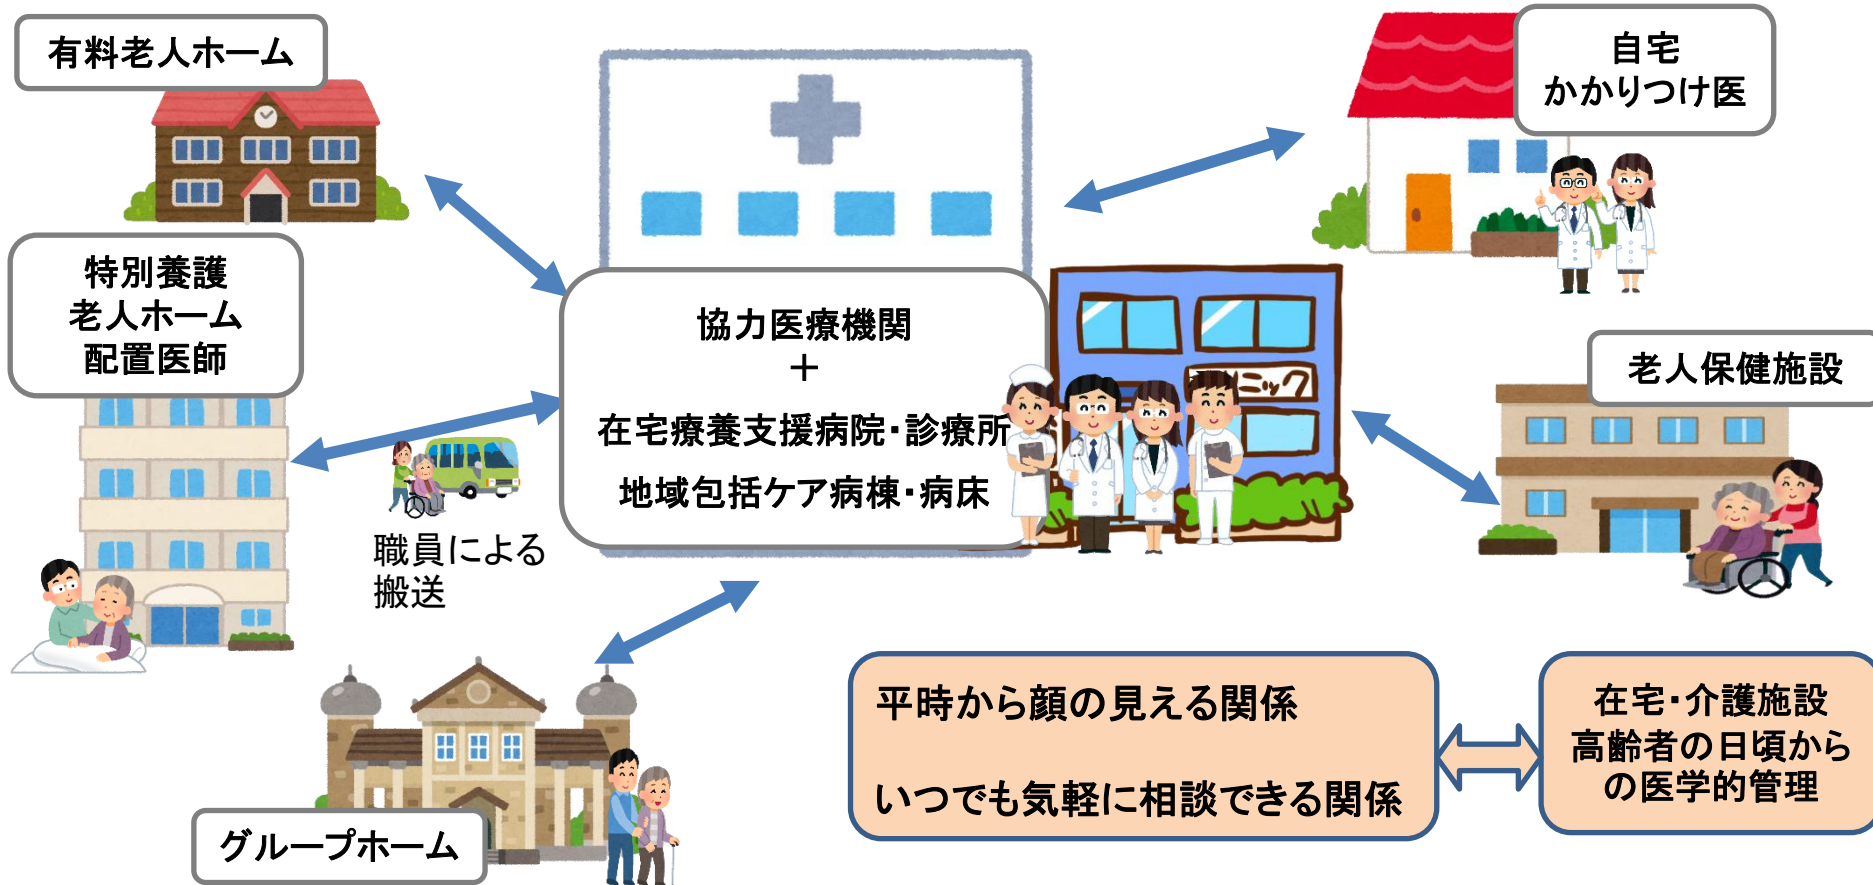 有料老人ホーム
自宅
かかりつけ医
特別養護
老人ホーム
配置医師
協力医療機関
+
在宅療養支援病院・診療所
地域包括ケア病棟・病床
ニック
老人保健施設
職員による
搬送
グループホーム
平時から顔の見える関係
いつでも気軽に相談できる関係
在宅・介護施設
高齢者の日頃から
の医学的管理